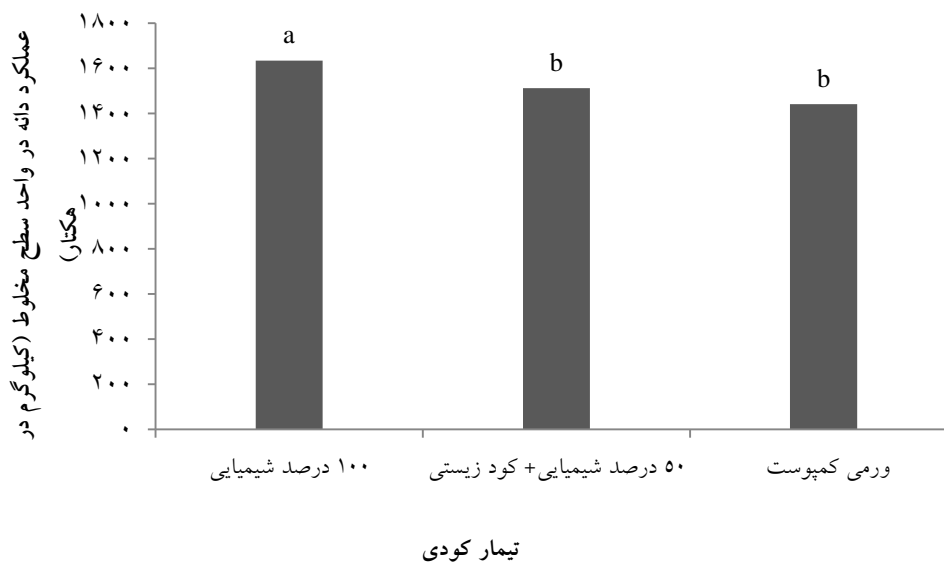 عملکرد دانه در واحد سطح مخلوط (کیلوگرم در
هکتار)
۱۸۰۰
۱۶۰۰
۱۴۰۰
۱۲۰۰
۱۰۰۰
۸۰۰
۶۰۰
۴۰۰
۲۰۰
۰
a
b
b
۱۰۰ درصد شیمیایی
۵۰ درصد شیمیایی+ کود زیستی
ورمی کمپوست
تیمار کودی